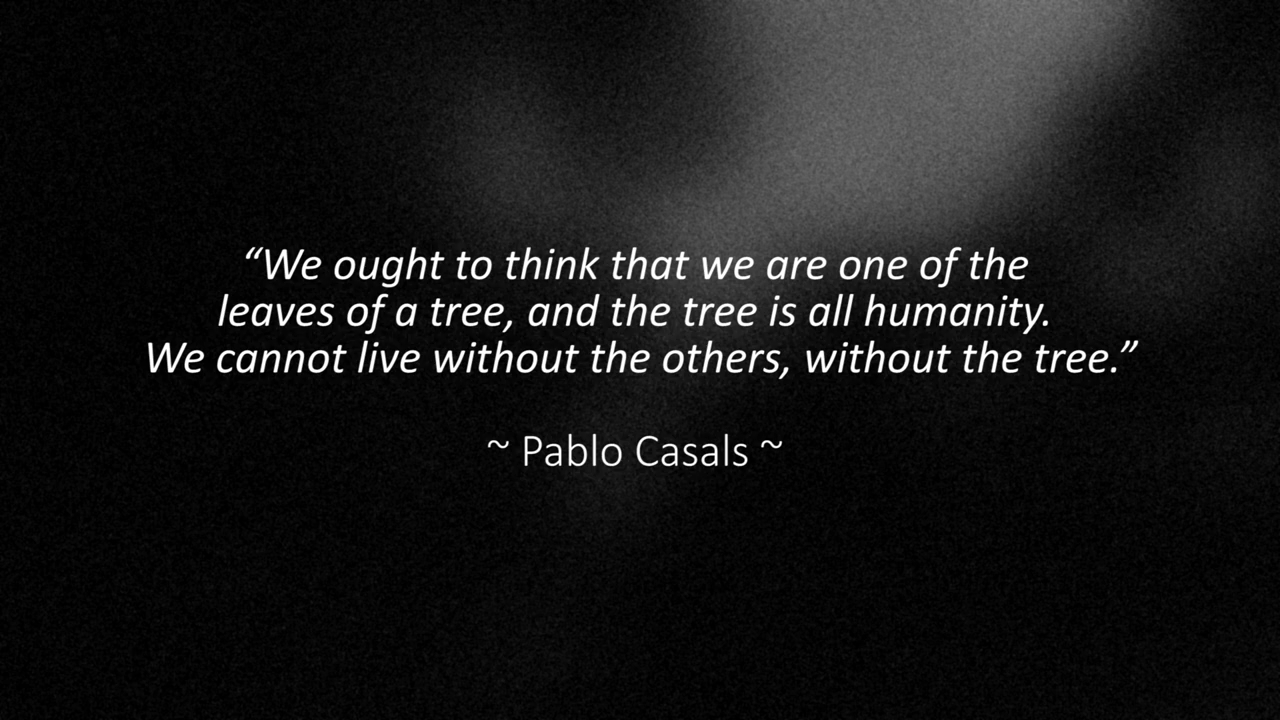 “We ought to think that we are one of the
leaves of a tree, and the tree is all humanity.
We cannot live without the others, without the tree.”
~ Pablo Casals ~